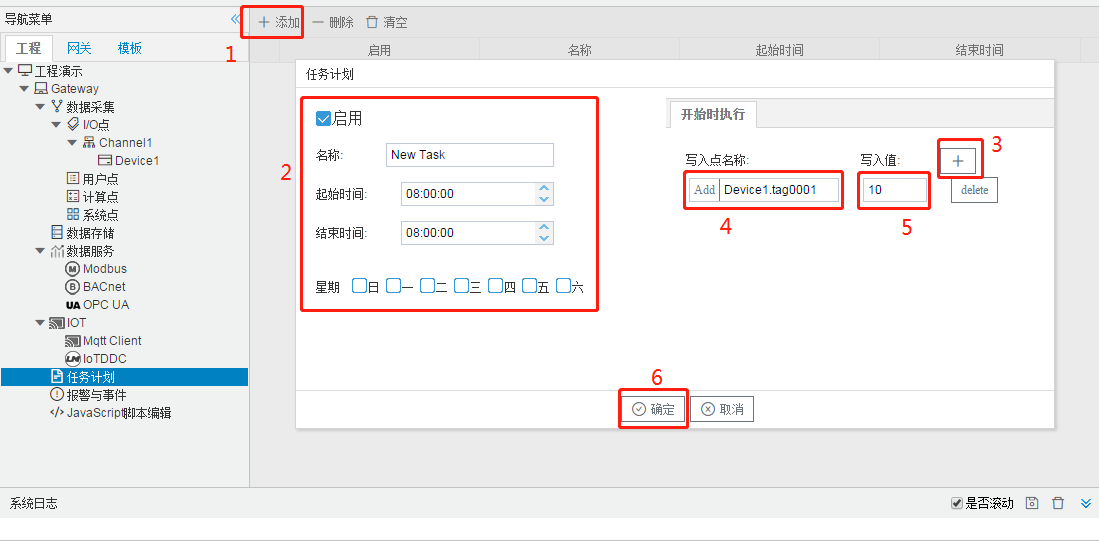 导航菜单
添加 删除 清空
1
工程 网关 模板
启用 名称 起始时间 结束时间
工程演示
Gateway
数据采集
I/O点
Channel1
Device1
用户点
计算点
系统点
数据存储
数据服务
Modbus
BACnet
OPC UA
IOT
Mqtt Client
IoTDDC
任务计划
报警与事件
JavaScript脚本编辑
任务计划
2
启用
名称: New Task
起始时间: 08:00:00
结束时间: 08:00:00
星期 日 一 二 三 四 五 六
开始时执行
3
写入点名称: 写入值:
Add Device1.tag0001 10 delete
4 5
6
确定 取消
系统日志 是否滚动